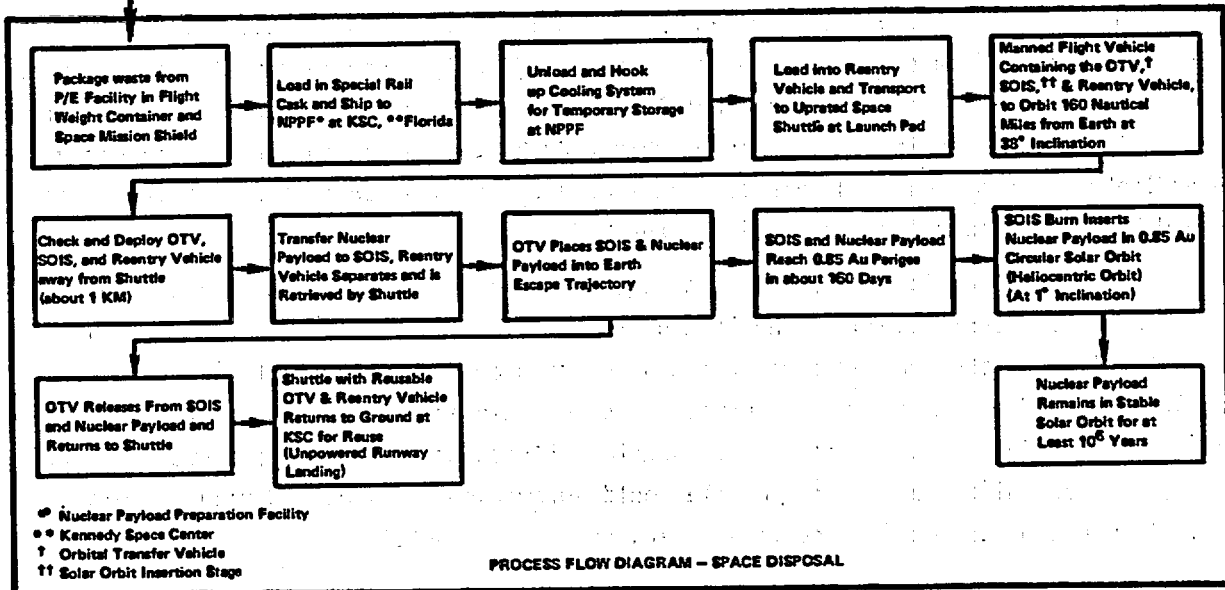 Package waste from
P/E Facility in Flight
Weight Container and
Space Mission Shield
Load in Special Rail
Cask and Ship to
NPPF* at KSC, **Florida
Unload and Hook
up Cooling System
for Temporary Storage
at NPPF
Load into Reentry
Vehicle and Transport
to Uprated Space
Shuttle at Launch Pad
Manned Flight Vehicle
Containing the OTV,†
SOIS,†† & Reentry Vehicle,
to Orbit 160 Nautical
Miles from Earth at
38° Inclination
Check and Deploy OTV,
SOIS, and Reentry Vehicle
away from Shuttle
(about 1 KM)
Transfer Nuclear
Payload to SOIS, Reentry
Vehicle Separates and is
Retrieved by Shuttle
OTV Places SOIS & Nuclear
Payload into Earth
Escape Trajectory
SOIS and Nuclear Payload
Reach 0.85 Au Perigee
in about 160 Days
SOIS Burn Inserts
Nuclear Payload in 0.85 Au
Circular Solar Orbit
(Heliocentric Orbit)
(At 1° Inclination)
OTV Releases From SOIS
and Nuclear Payload and
Returns to Shuttle
Shuttle with Reusable
OTV & Reentry Vehicle
Returns to Ground at
KSC for Reuse
(Unpowered Runway
Landing)
Nuclear Payload
Remains in Stable
Solar Orbit for at
Least 10⁶ Years
* Nuclear Payload Preparation Facility
** Kennedy Space Center
† Orbital Transfer Vehicle
†† Solar Orbit Insertion Stage
PROCESS FLOW DIAGRAM – SPACE DISPOSAL